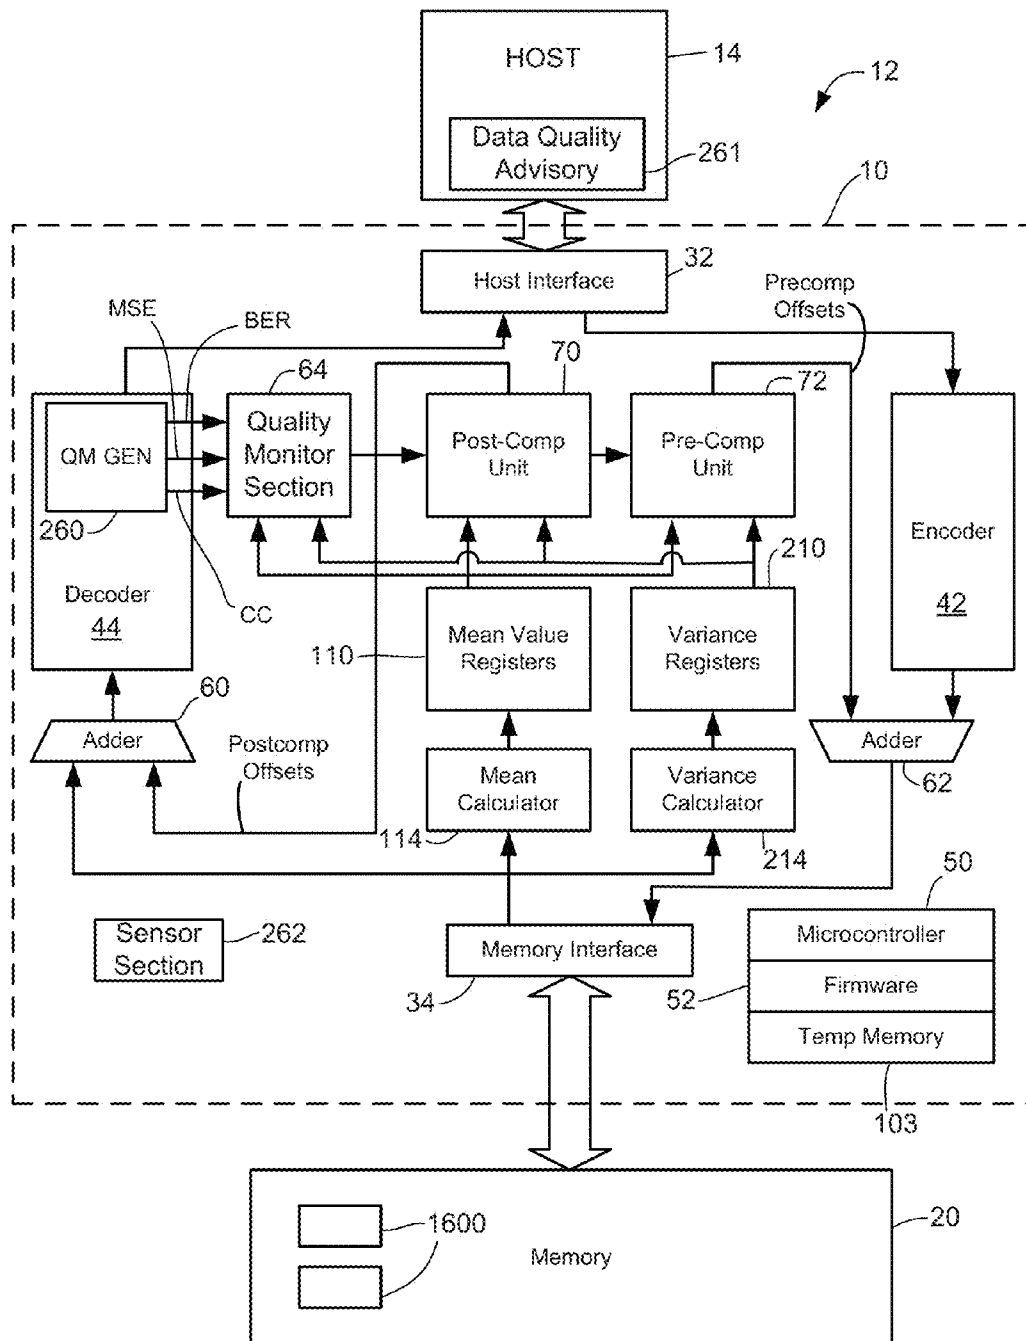 HOST
14
12
Data Quality
Advisory
261
10
32
Host Interface
Precomp
Offsets
MSE
BER
64
70
72
QM GEN
Quality
Monitor
Section
Post-Comp
Unit
Pre-Comp
Unit
260
Encoder
42
210
Decoder
44
CC
110
Mean Value
Registers
Variance
Registers
60
Adder
Postcomp
Offsets
Mean
Calculator
Variance
Calculator
Adder
62
114
214
50
Sensor
Section
262
Memory Interface
Microcontroller
34
52
Firmware
Temp Memory
103
1600
20
Memory